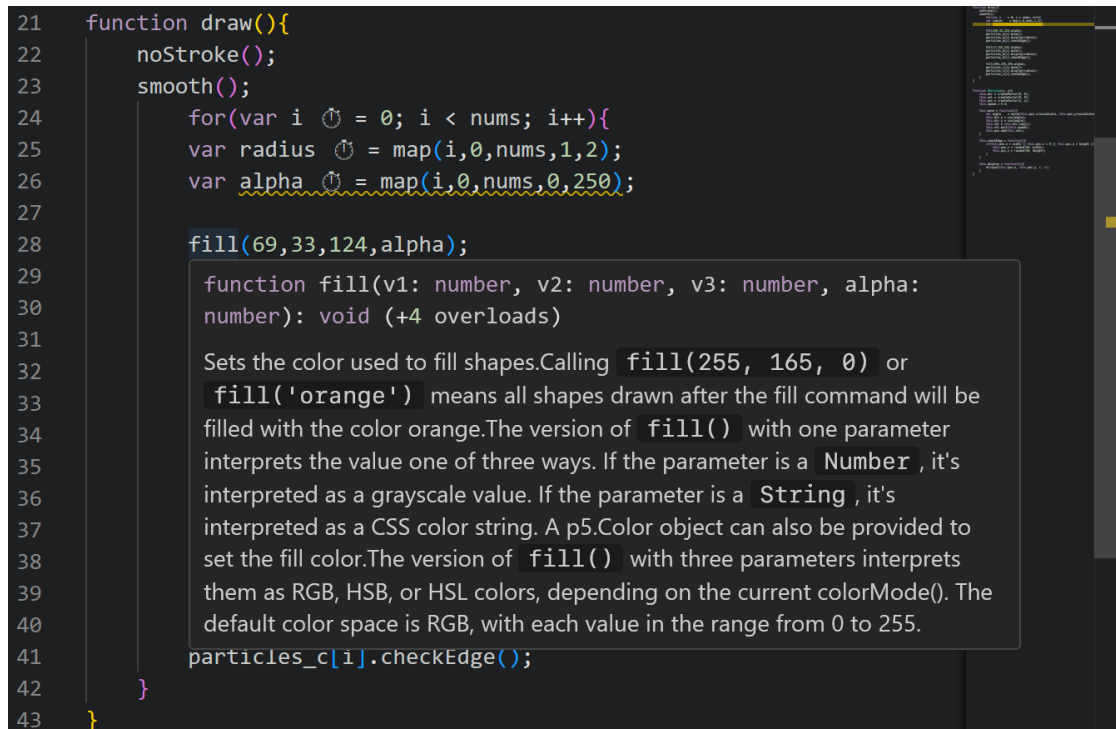 21 function draw(){
22 noStroke();
23 smooth();
24 for(var i ⏱ = 0; i < nums; i++){
25 var radius ⏱ = map(i,0,nums,1,2);
26 var alpha ⏱ = map(i,0,nums,0,250);
27
28 fill(69,33,124,alpha);
29 function fill(v1: number, v2: number, v3: number, alpha:
30 number): void (+4 overloads)
31
32 Sets the color used to fill shapes.Calling fill(255, 165, 0) or
33 fill('orange') means all shapes drawn after the fill command will be
34 filled with the color orange.The version of fill() with one parameter
35 interprets the value one of three ways. If the parameter is a Number , it's
36 interpreted as a grayscale value. If the parameter is a String , it's
37 interpreted as a CSS color string. A p5.Color object can also be provided to
38 set the fill color.The version of fill() with three parameters interprets
39 them as RGB, HSB, or HSL colors, depending on the current colorMode(). The
40 default color space is RGB, with each value in the range from 0 to 255.
41 particles_c[i].checkEdge();
42 }
43 }